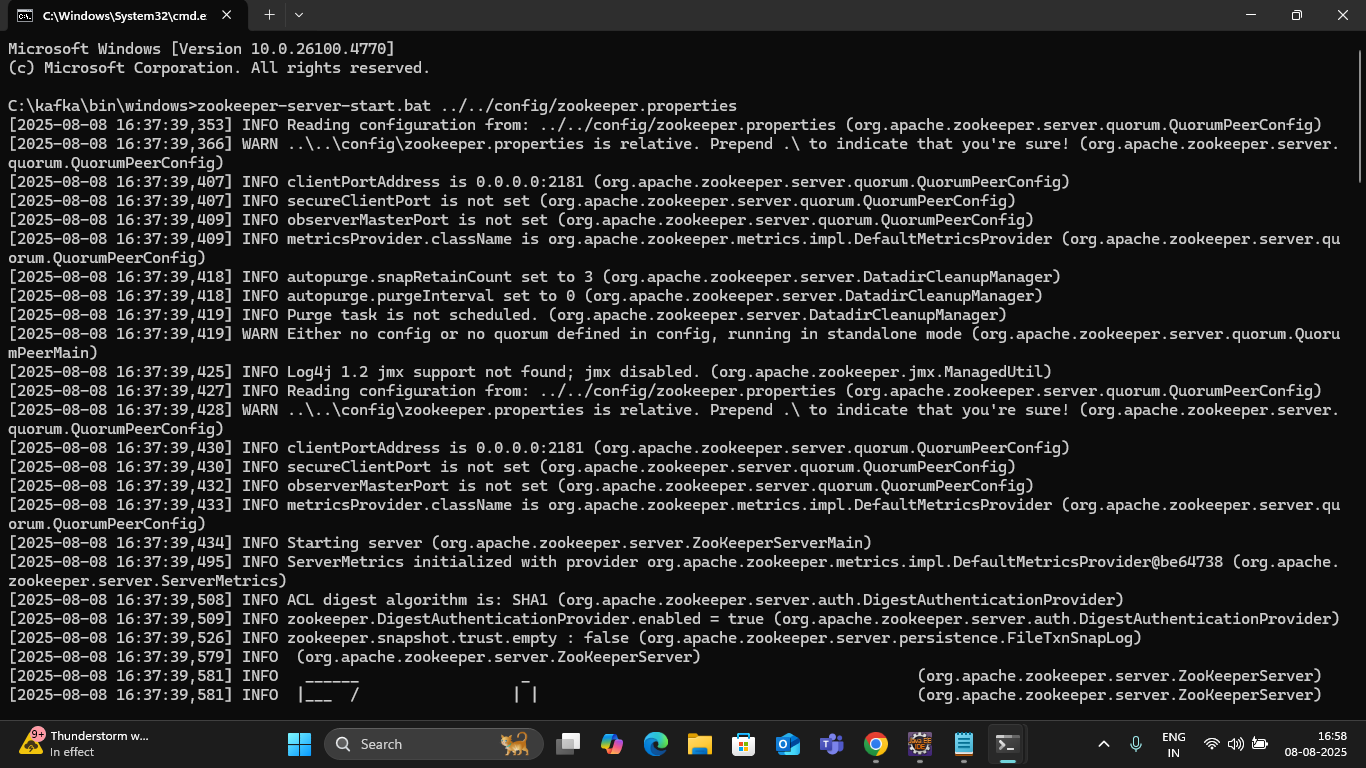 C:\Windows\System32\cmd.e
Microsoft Windows [Version 10.0.26100.4770]
(c) Microsoft Corporation. All rights reserved.
C:\kafka\bin\windows>zookeeper-server-start.bat ../../config/zookeeper.properties
[2025-08-08 16:37:39,353] INFO Reading configuration from: ../../config/zookeeper.properties (org.apache.zookeeper.server.quorum.QuorumPeerConfig)
[2025-08-08 16:37:39,366] WARN ..\..\config\zookeeper.properties is relative. Prepend .\ to indicate that you're sure! (org.apache.zookeeper.server.
quorum.QuorumPeerConfig)
[2025-08-08 16:37:39,407] INFO clientPortAddress is 0.0.0.0:2181 (org.apache.zookeeper.server.quorum.QuorumPeerConfig)
[2025-08-08 16:37:39,407] INFO secureClientPort is not set (org.apache.zookeeper.server.quorum.QuorumPeerConfig)
[2025-08-08 16:37:39,409] INFO observerMasterPort is not set (org.apache.zookeeper.server.quorum.QuorumPeerConfig)
[2025-08-08 16:37:39,409] INFO metricsProvider.className is org.apache.zookeeper.metrics.impl.DefaultMetricsProvider (org.apache.zookeeper.server.qu
orum.QuorumPeerConfig)
[2025-08-08 16:37:39,418] INFO autopurge.snapRetainCount set to 3 (org.apache.zookeeper.server.DatadirCleanupManager)
[2025-08-08 16:37:39,418] INFO autopurge.purgeInterval set to 0 (org.apache.zookeeper.server.DatadirCleanupManager)
[2025-08-08 16:37:39,419] INFO Purge task is not scheduled. (org.apache.zookeeper.server.DatadirCleanupManager)
[2025-08-08 16:37:39,419] WARN Either no config or no quorum defined in config, running in standalone mode (org.apache.zookeeper.server.quorum.Quoru
mPeerMain)
[2025-08-08 16:37:39,425] INFO Log4j 1.2 jmx support not found; jmx disabled. (org.apache.zookeeper.jmx.ManagedUtil)
[2025-08-08 16:37:39,427] INFO Reading configuration from: ../../config/zookeeper.properties (org.apache.zookeeper.server.quorum.QuorumPeerConfig)
[2025-08-08 16:37:39,428] WARN ..\..\config\zookeeper.properties is relative. Prepend .\ to indicate that you're sure! (org.apache.zookeeper.server.
quorum.QuorumPeerConfig)
[2025-08-08 16:37:39,430] INFO clientPortAddress is 0.0.0.0:2181 (org.apache.zookeeper.server.quorum.QuorumPeerConfig)
[2025-08-08 16:37:39,430] INFO secureClientPort is not set (org.apache.zookeeper.server.quorum.QuorumPeerConfig)
[2025-08-08 16:37:39,432] INFO observerMasterPort is not set (org.apache.zookeeper.server.quorum.QuorumPeerConfig)
[2025-08-08 16:37:39,433] INFO metricsProvider.className is org.apache.zookeeper.metrics.impl.DefaultMetricsProvider (org.apache.zookeeper.server.qu
orum.QuorumPeerConfig)
[2025-08-08 16:37:39,434] INFO Starting server (org.apache.zookeeper.server.ZooKeeperServerMain)
[2025-08-08 16:37:39,495] INFO ServerMetrics initialized with provider org.apache.zookeeper.metrics.impl.DefaultMetricsProvider@be64738 (org.apache.
zookeeper.server.ServerMetrics)
[2025-08-08 16:37:39,508] INFO ACL digest algorithm is: SHA1 (org.apache.zookeeper.server.auth.DigestAuthenticationProvider)
[2025-08-08 16:37:39,509] INFO zookeeper.DigestAuthenticationProvider.enabled = true (org.apache.zookeeper.server.auth.DigestAuthenticationProvider)
[2025-08-08 16:37:39,526] INFO zookeeper.snapshot.trust.empty : false (org.apache.zookeeper.server.persistence.FileTxnSnapLog)
[2025-08-08 16:37:39,579] INFO  (org.apache.zookeeper.server.ZooKeeperServer)
[2025-08-08 16:37:39,581] INFO   ______                  _                                           (org.apache.zookeeper.server.ZooKeeperServer)
[2025-08-08 16:37:39,581] INFO  |___  /                 | |                                          (org.apache.zookeeper.server.ZooKeeperServer)
9+
Thunderstorm w...
In effect
Search
ENG
IN
16:58
08-08-2025